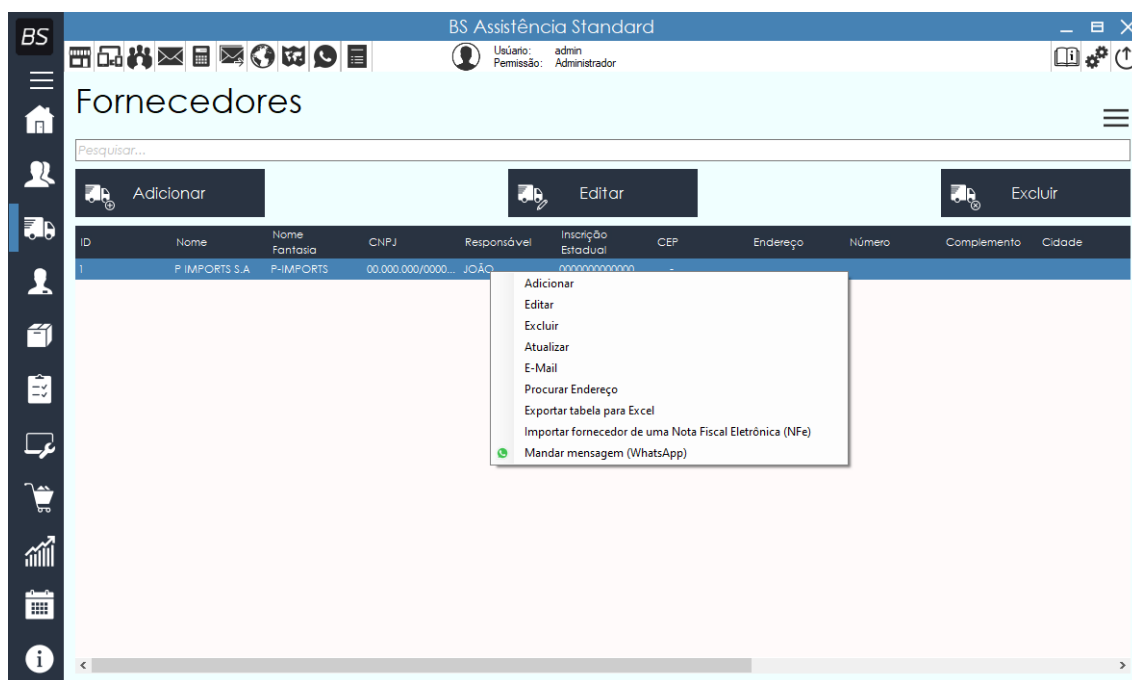 BS
BS Assistência Standard
Usúario: admin
Permissão: Administrador
Fornecedores
Pesquisar...
Adicionar
Editar
Excluir
ID Nome Nome Fantasia CNPJ Responsável Inscrição Estadual CEP Endereço Número Complemento Cidade
1 P IMPORTS S.A P-IMPORTS 00.000.000/0000... JOÃO 0000000000000 -
Adicionar
Editar
Excluir
Atualizar
E-Mail
Procurar Endereço
Exportar tabela para Excel
Importar fornecedor de uma Nota Fiscal Eletrônica (NFe)
Mandar mensagem (WhatsApp)